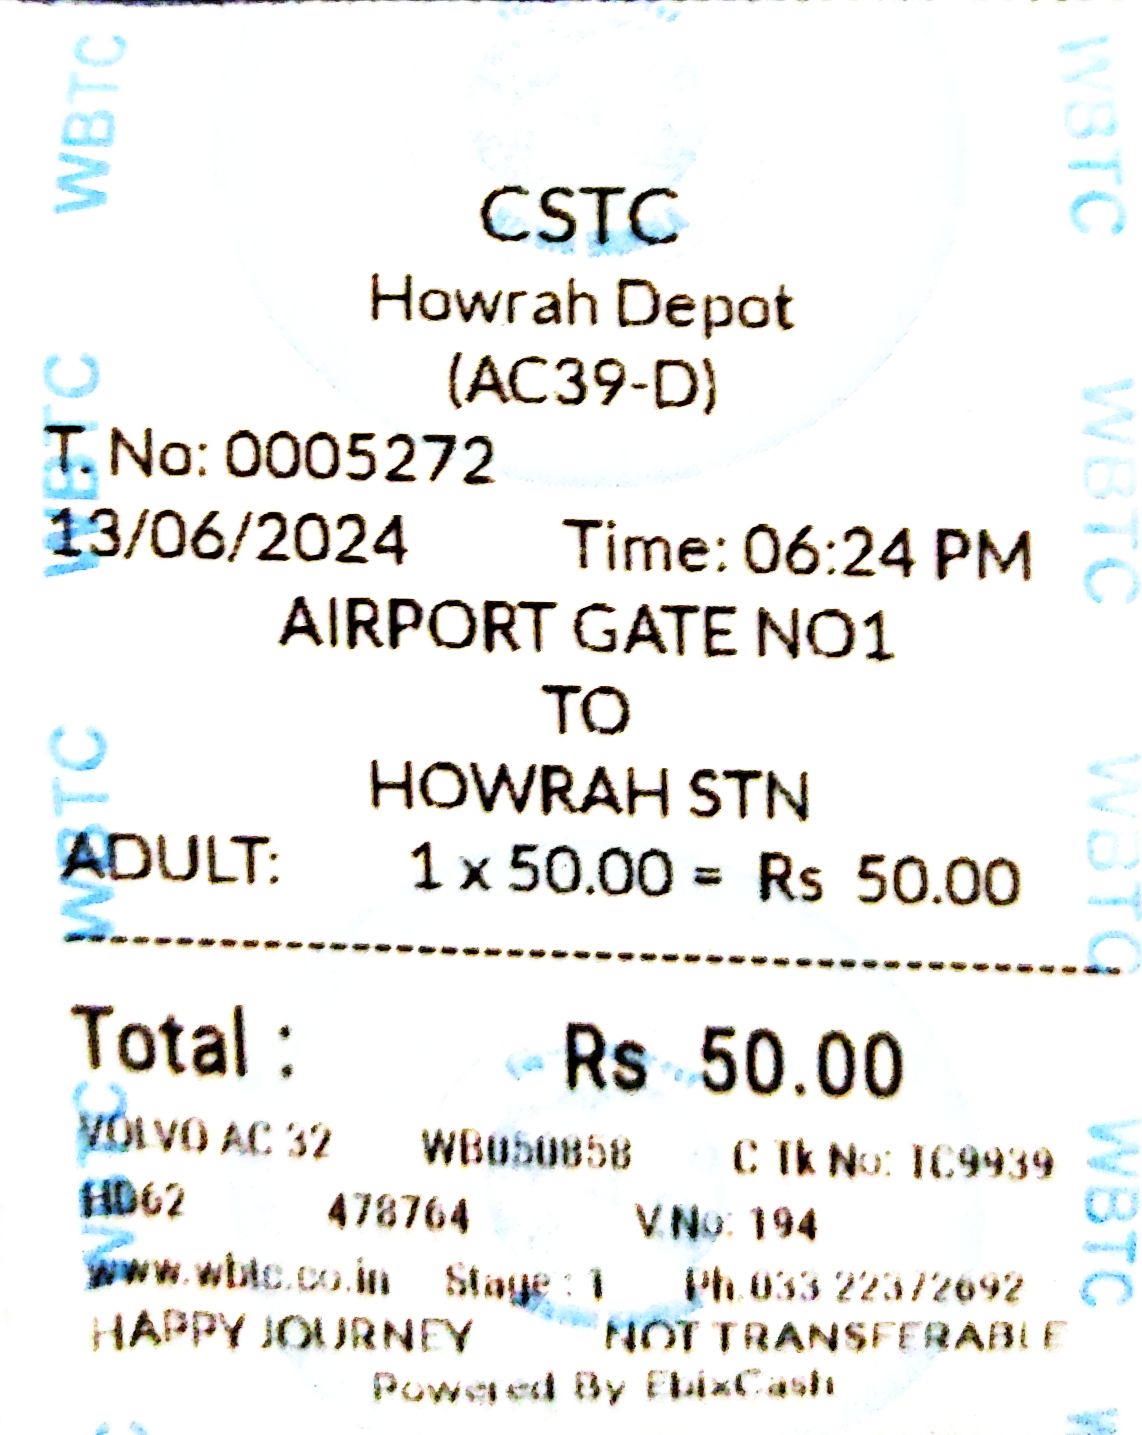 CSTC
Howrah Depot
(AC39-D)
T. No: 0005272
13/06/2024 Time: 06:24 PM
AIRPORT GATE NO1
TO
HOWRAH STN
ADULT: 1 x 50.00 = Rs 50.00
Total : Rs 50.00
VOLVO AC 32 WB050858 C Tk No: TC9939
HD62 478764 V.No: 194
www.wbtc.co.in Stage : 1 Ph.033 22372692
HAPPY JOURNEY NOT TRANSFERABLE
Powered By EbixCash
WBTC
WBTC
WBTC
WBTC
WBTC
WBTC
WBTC
WBTC